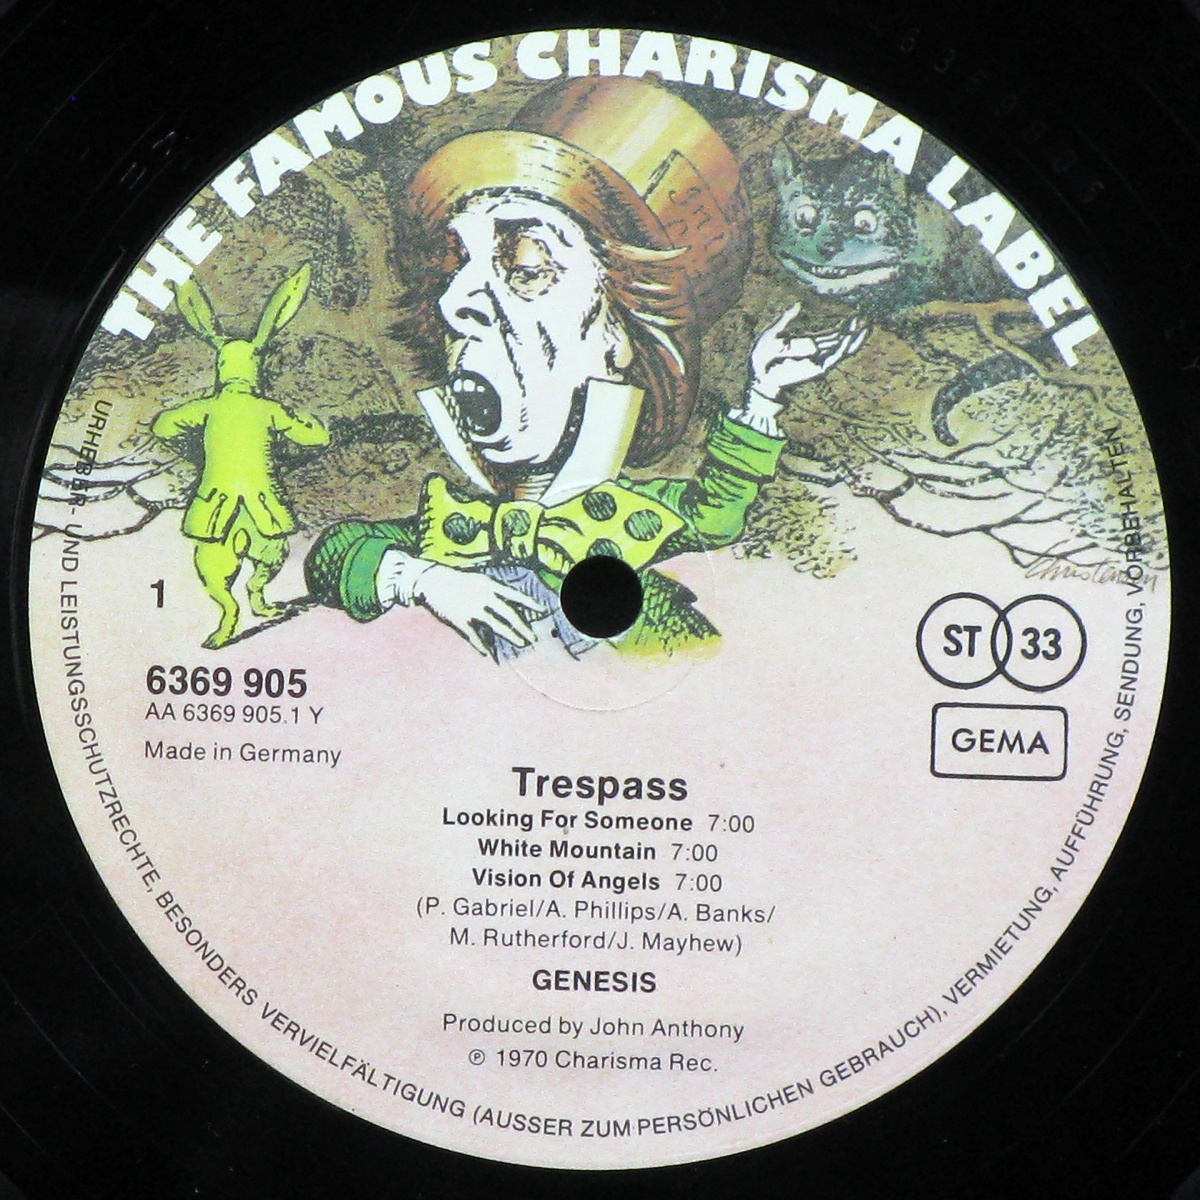 THE FAMOUS CHARISMA LABEL
1
6369 905
AA 6369 905.1 Y
Made in Germany
ST 33
GEMA
Trespass
Looking For Someone 7:00
White Mountain 7:00
Vision Of Angels 7:00
(P. Gabriel/A. Phillips/A. Banks/
M. Rutherford/J. Mayhew)
GENESIS
Produced by John Anthony
℗ 1970 Charisma Rec.
URHEBER- UND LEISTUNGSSCHUTZRECHTE, BESONDERS VERVIELFÄLTIGUNG (AUSSER ZUM PERSÖNLICHEN GEBRAUCH), VERMIETUNG, AUFFÜHRUNG, SENDUNG, VORBEHALTEN